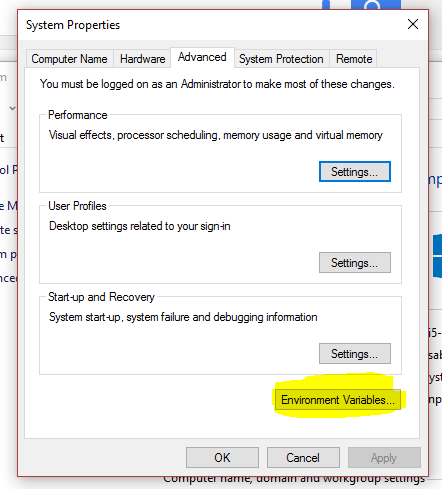 System Properties
Computer Name Hardware Advanced System Protection Remote
You must be logged on as an Administrator to make most of these changes.
Performance
Visual effects, processor scheduling, memory usage and virtual memory
Settings...
User Profiles
Desktop settings related to your sign-in
Settings...
Start-up and Recovery
System start-up, system failure and debugging information
Settings...
Environment Variables...
OK Cancel Apply
Computer name, domain and workgroup settings